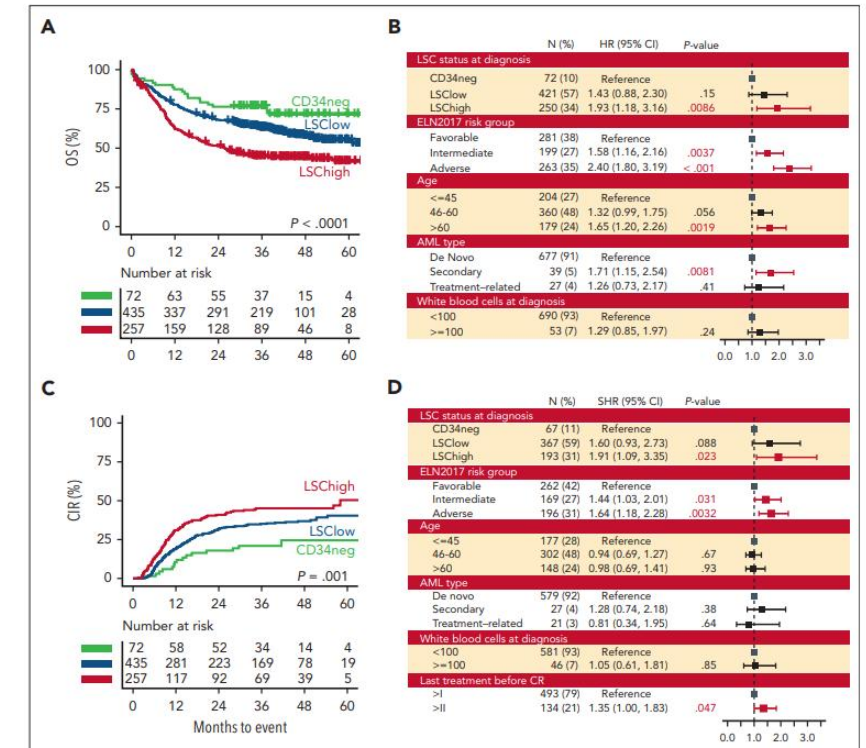 A
100
75
50
25
0
OS (%)
CD34neg
LSClow
LSChigh
P < .0001
0 12 24 36 48 60
Number at risk
72 63 55 37 15 4
435 337 291 219 101 28
257 159 128 89 46 8
0 12 24 36 48 60
B
N (%) HR (95% CI) P-value
LSC status at diagnosis
CD34neg 72 (10) Reference
LSClow 421 (57) 1.43 (0.88, 2.30) .15
LSChigh 250 (34) 1.93 (1.18, 3.16) .0086
ELN2017 risk group
Favorable 281 (38) Reference
Intermediate 199 (27) 1.58 (1.16, 2.16) .0037
Adverse 263 (35) 2.40 (1.80, 3.19) < .001
Age
<=45 204 (27) Reference
46-60 360 (48) 1.32 (0.99, 1.75) .056
>60 179 (24) 1.65 (1.20, 2.26) .0019
AML type
De Novo 677 (91) Reference
Secondary 39 (5) 1.71 (1.15, 2.54) .0081
Treatment–related 27 (4) 1.26 (0.73, 2.17) .41
White blood cells at diagnosis
<100 690 (93) Reference
>=100 53 (7) 1.29 (0.85, 1.97) .24
0.0 1.0 2.0 3.0
C
100
75
50
25
0
CIR (%)
LSChigh
LSClow
CD34neg
P = .001
0 12 24 36 48 60
Number at risk
72 58 52 34 14 4
435 281 223 169 78 19
257 117 92 69 39 5
0 12 24 36 48 60
Months to event
D
N (%) SHR (95% CI) P-value
LSC status at diagnosis
CD34neg 67 (11) Reference
LSClow 367 (59) 1.60 (0.93, 2.73) .088
LSChigh 193 (31) 1.91 (1.09, 3.35) .023
ELN2017 risk group
Favorable 262 (42) Reference
Intermediate 169 (27) 1.44 (1.03, 2.01) .031
Adverse 196 (31) 1.64 (1.18, 2.28) .0032
Age
<=45 177 (28) Reference
46-60 302 (48) 0.94 (0.69, 1.27) .67
>60 148 (24) 0.98 (0.69, 1.41) .93
AML type
De novo 579 (92) Reference
Secondary 27 (4) 1.28 (0.74, 2.18) .38
Treatment–related 21 (3) 0.81 (0.34, 1.95) .64
White blood cells at diagnosis
<100 581 (93) Reference
>=100 46 (7) 1.05 (0.61, 1.81) .85
Last treatment before CR
>I 493 (79) Reference
>II 134 (21) 1.35 (1.00, 1.83) .047
0.0 1.0 2.0 3.0